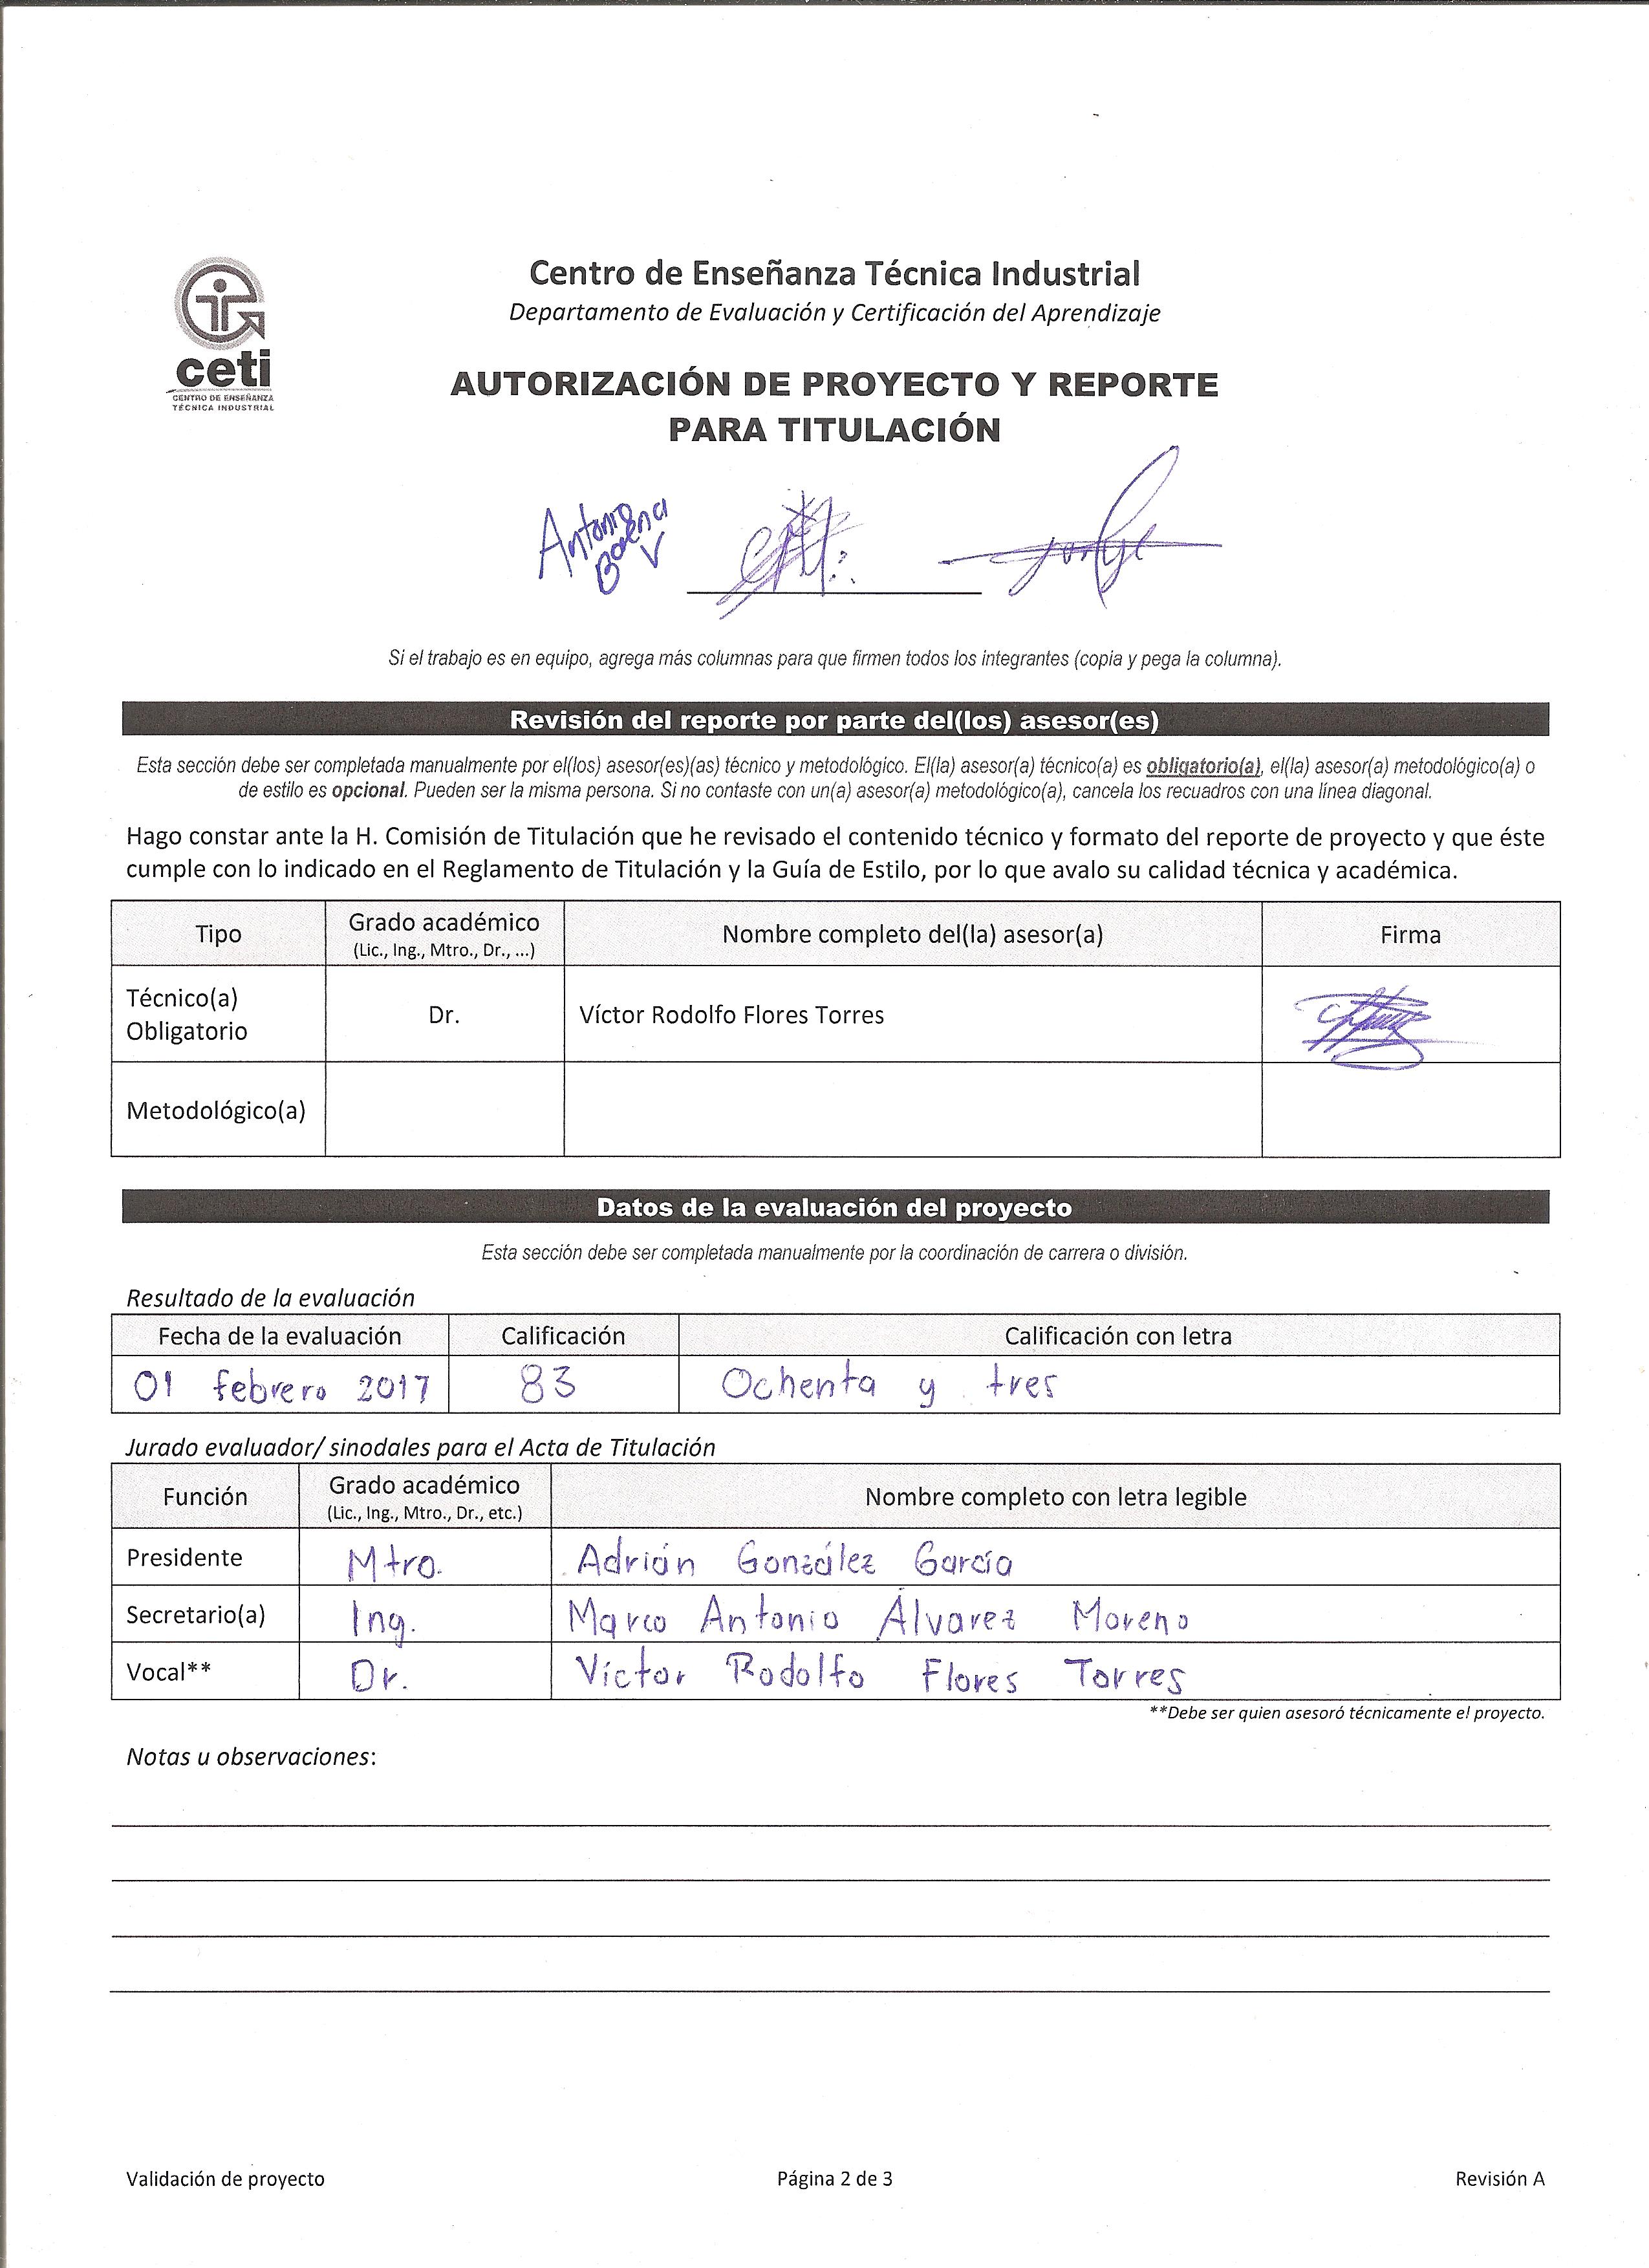 Centro de Enseñanza Técnica Industrial
Departamento de Evaluación y Certificación del Aprendizaje
ceti
CENTRO DE ENSEÑANZA
TÉCNICA INDUSTRIAL
AUTORIZACIÓN DE PROYECTO Y REPORTE
PARA TITULACIÓN
Antonio
Baena
V
Jorge
Si el trabajo es en equipo, agrega más columnas para que firmen todos los integrantes (copia y pega la columna).
Revisión del reporte por parte del(los) asesor(es)
Esta sección debe ser completada manualmente por el(los) asesor(es)(as) técnico y metodológico. El(la) asesor(a) técnico(a) es obligatorio(a), el(la) asesor(a) metodológico(a) o
de estilo es opcional. Pueden ser la misma persona. Si no contaste con un(a) asesor(a) metodológico(a), cancela los recuadros con una línea diagonal.
Hago constar ante la H. Comisión de Titulación que he revisado el contenido técnico y formato del reporte de proyecto y que éste
cumple con lo indicado en el Reglamento de Titulación y la Guía de Estilo, por lo que avalo su calidad técnica y académica.
Tipo Grado académico (Lic., Ing., Mtro., Dr., ...) Nombre completo del(la) asesor(a) Firma
Técnico(a) Obligatorio Dr. Víctor Rodolfo Flores Torres
Metodológico(a)
Datos de la evaluación del proyecto
Esta sección debe ser completada manualmente por la coordinación de carrera o división.
Resultado de la evaluación
Fecha de la evaluación Calificación Calificación con letra
01 febrero 2017 83 Ochenta y tres
Jurado evaluador/ sinodales para el Acta de Titulación
Función Grado académico (Lic., Ing., Mtro., Dr., etc.) Nombre completo con letra legible
Presidente Mtro. Adrián González García
Secretario(a) Ing. Marco Antonio Álvarez Moreno
Vocal** Dr. Víctor Rodolfo Flores Torres
**Debe ser quien asesoró técnicamente el proyecto.
Notas u observaciones:
Validación de proyecto Página 2 de 3 Revisión A